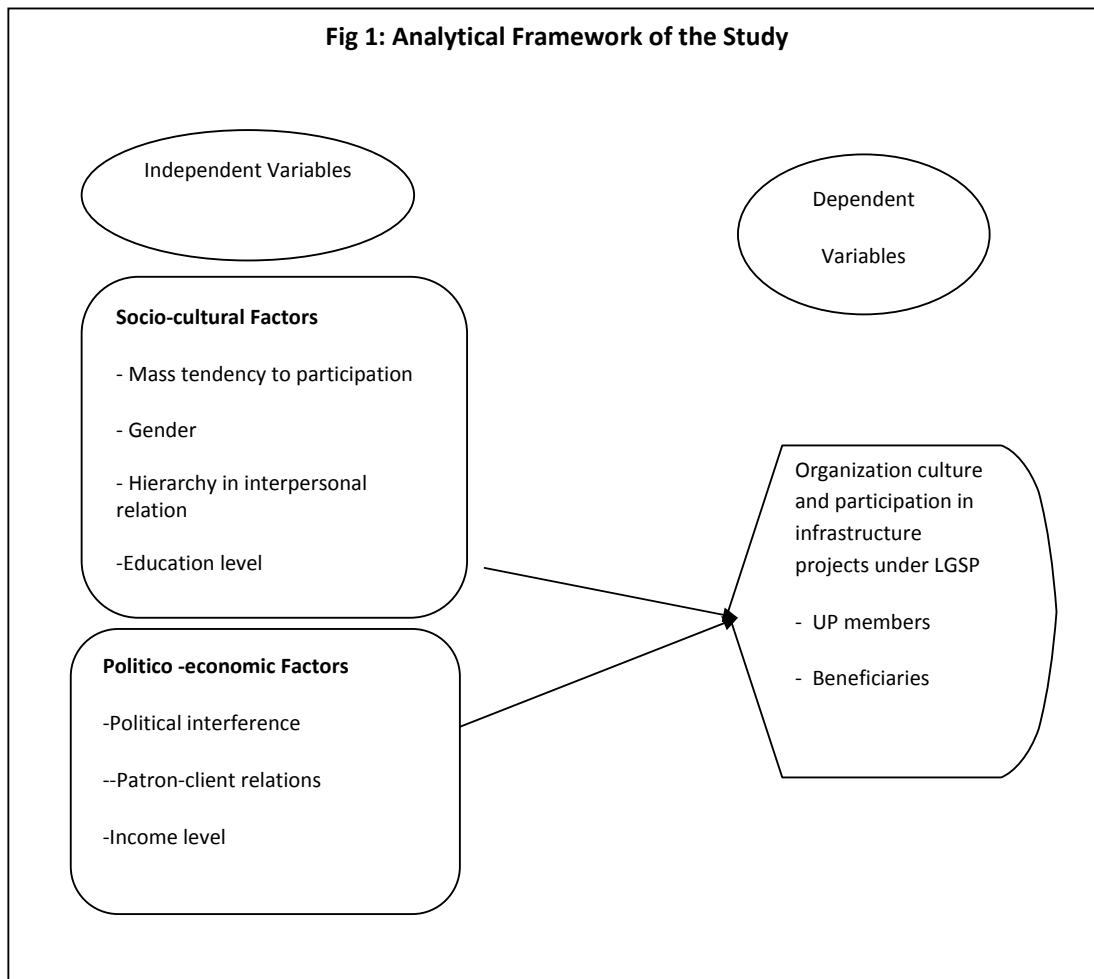 Fig 1: Analytical Framework of the Study
Independent Variables
Dependent
Variables
Socio-cultural Factors
- Mass tendency to participation
- Gender
- Hierarchy in interpersonal
relation
-Education level
Organization culture
and participation in
infrastructure
projects under LGSP
- UP members
- Beneficiaries
Politico -economic Factors
-Political interference
--Patron-client relations
-Income level